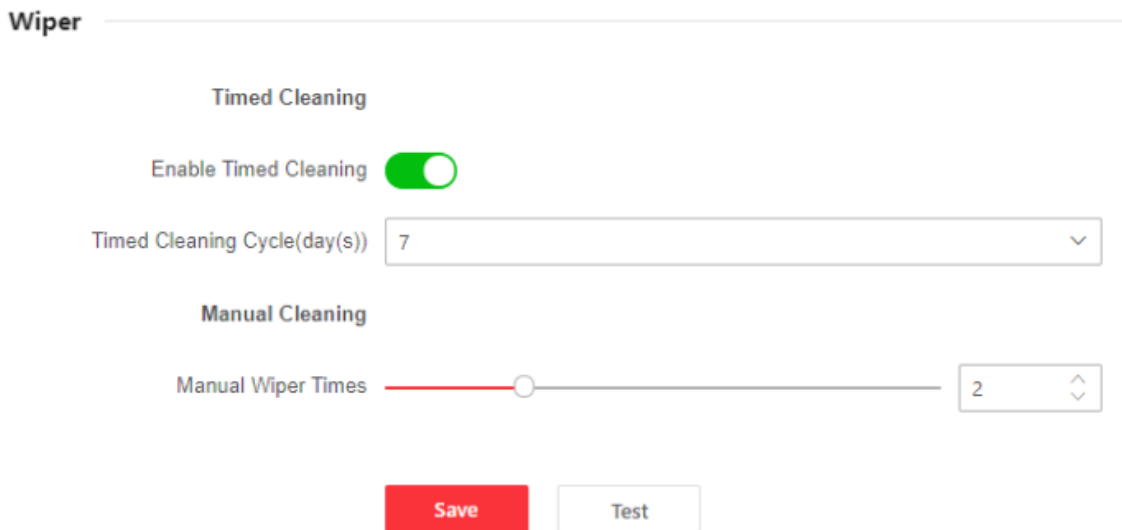 Wiper
Timed Cleaning
Enable Timed Cleaning
Timed Cleaning Cycle(day(s)) 7
Manual Cleaning
Manual Wiper Times 2
Save Test